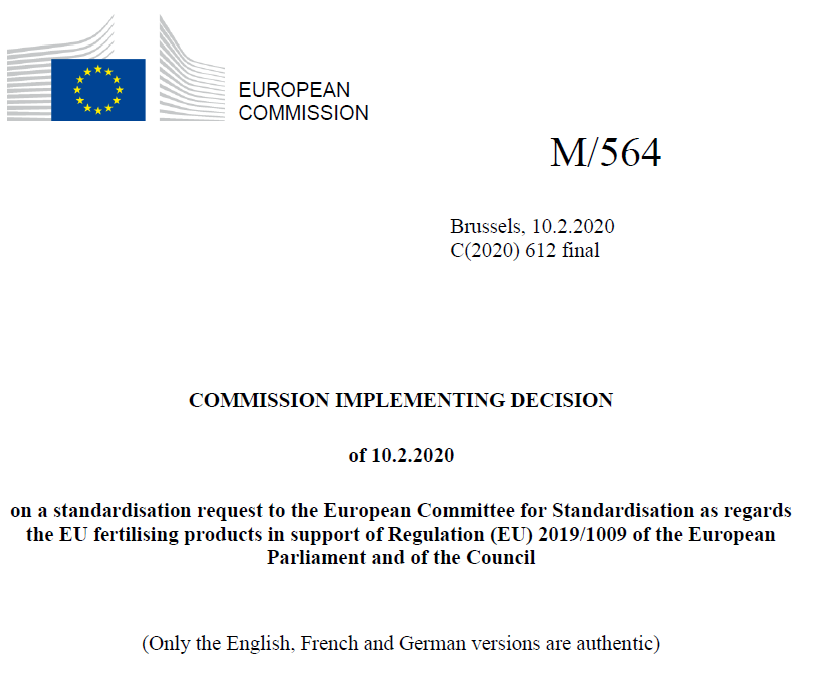 EUROPEAN
COMMISSION
M/564
Brussels, 10.2.2020
C(2020) 612 final
COMMISSION IMPLEMENTING DECISION
of 10.2.2020
on a standardisation request to the European Committee for Standardisation as regards
the EU fertilising products in support of Regulation (EU) 2019/1009 of the European
Parliament and of the Council
(Only the English, French and German versions are authentic)